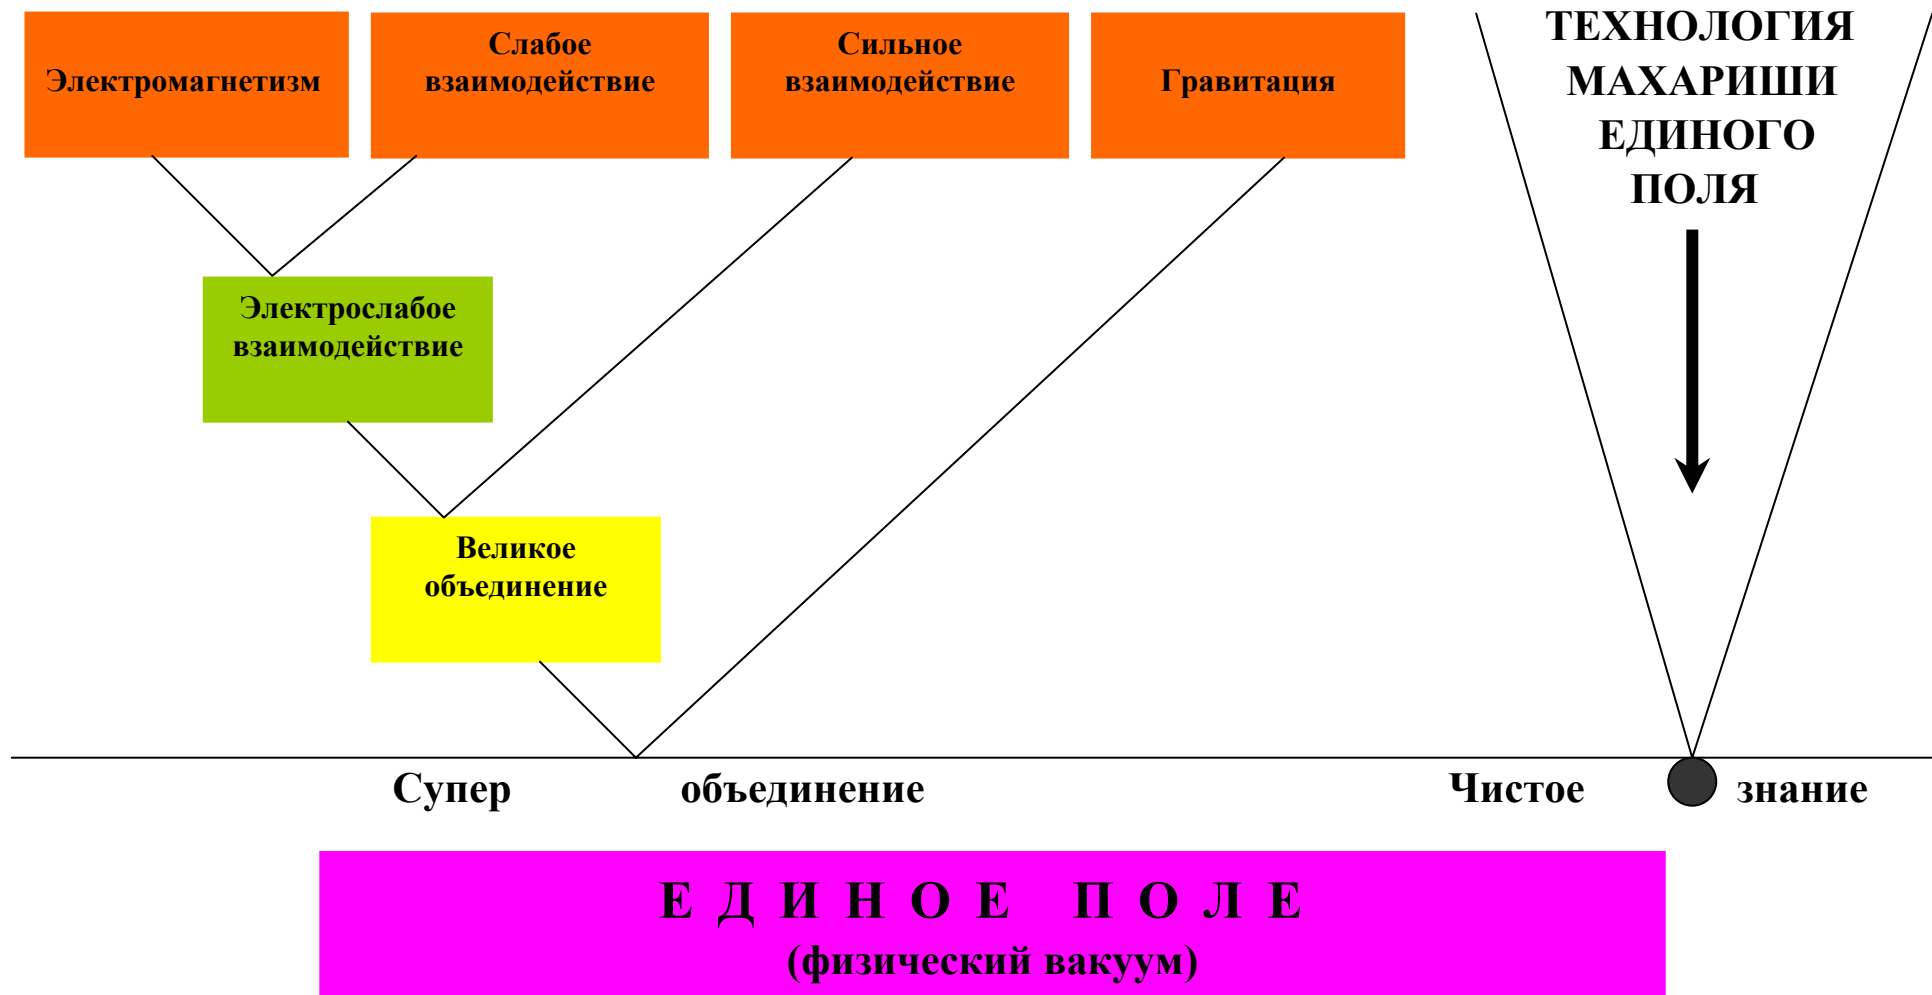 Электромагнетизм
Слабое
взаимодействие
Сильное
взаимодействие
Гравитация
ТЕХНОЛОГИЯ
МАХАРИШИ
ЕДИНОГО
ПОЛЯ
Электрослабое
взаимодействие
Великое
объединение
Супер объединение
Чистое знание
Е Д И Н О Е П О Л Е
(физический вакуум)